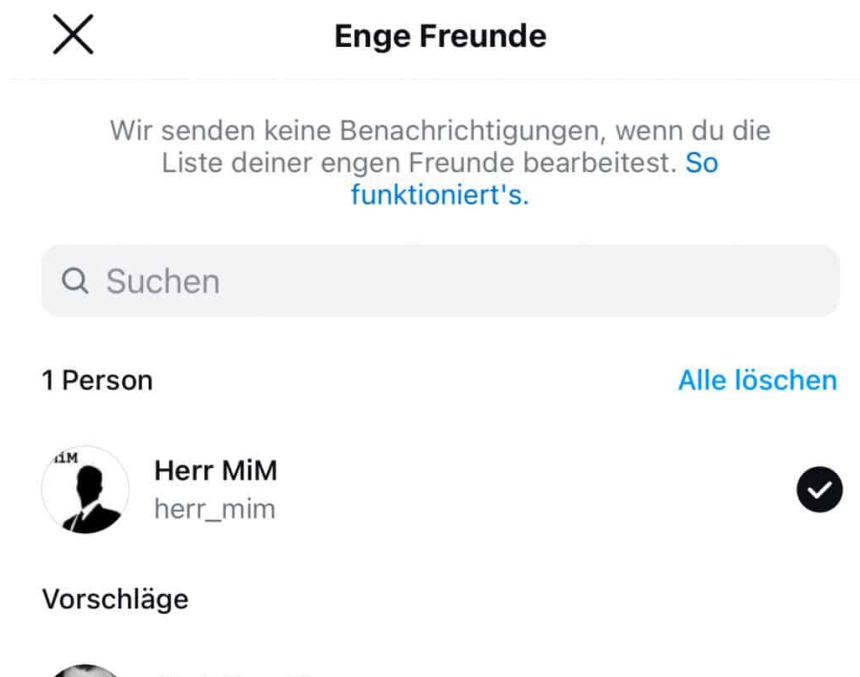 Enge Freunde
Wir senden keine Benachrichtigungen, wenn du die
Liste deiner engen Freunde bearbeitest. So
funktioniert's.
Suchen
1 Person
Alle löschen
Herr MiM
herr_mim
Vorschläge